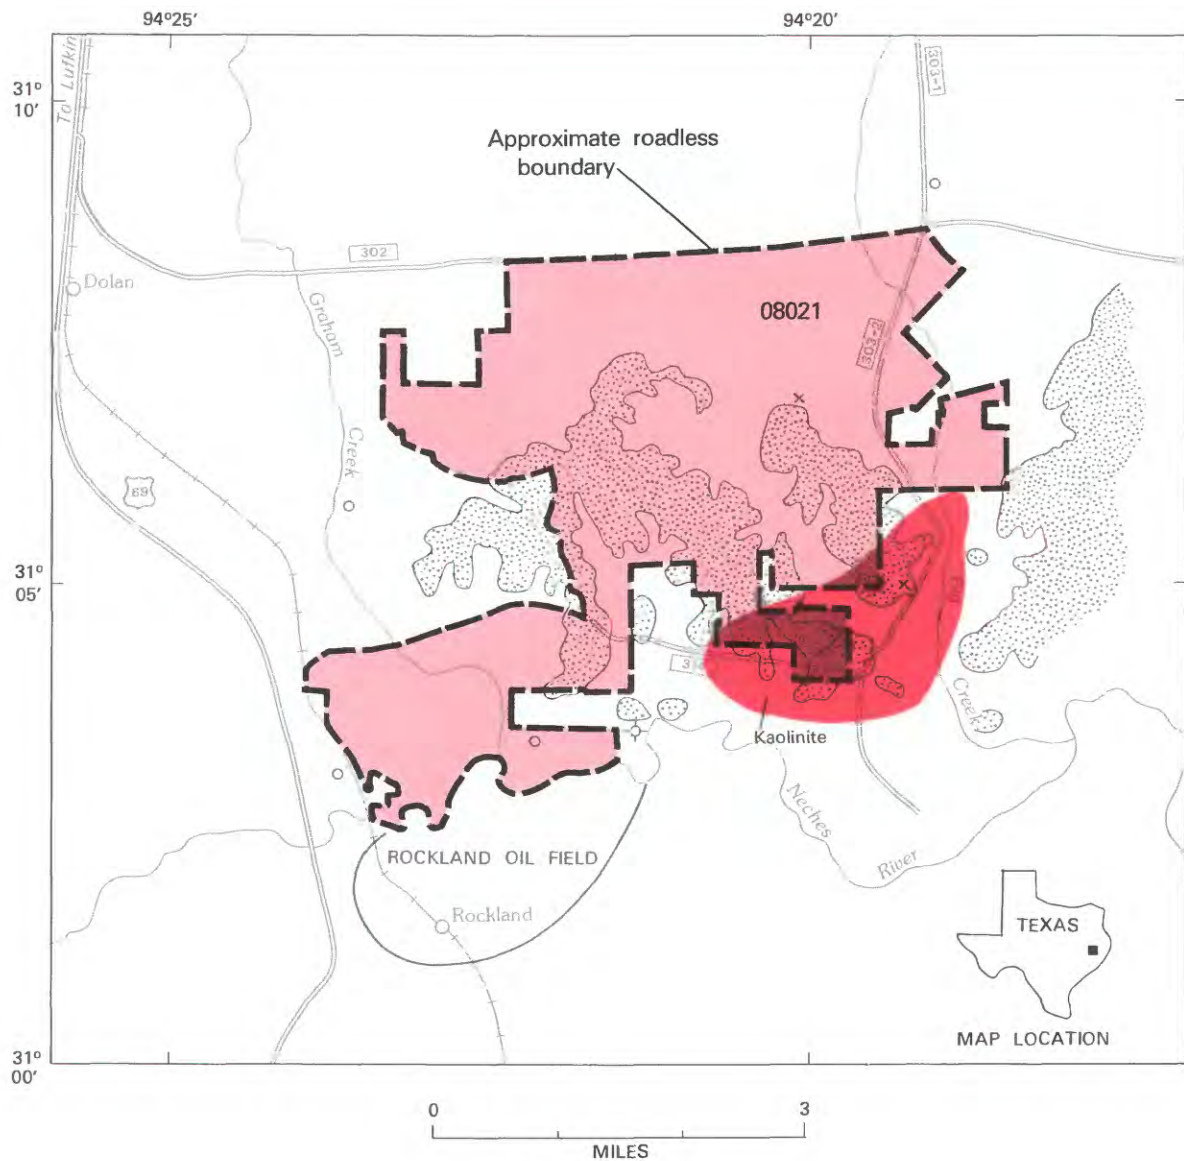 94°25′
94°20′
31°
10′
To Lufkin
303-1
Approximate roadless
boundary
302
Dolan
Graham
08021
303-2
Creek
69
31°
05′
Kaolinite
Creek
Neches
River
ROCKLAND OIL FIELD
Rockland
TEXAS
MAP LOCATION
31°
00′
0
3
MILES